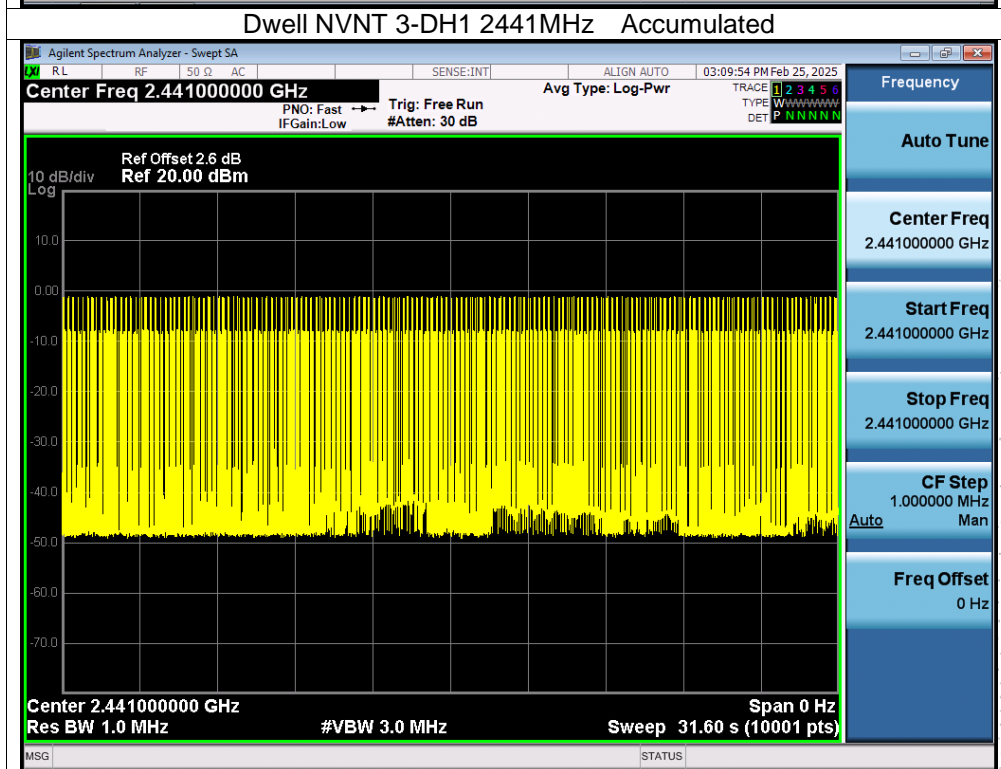 Dwell NVNT 3-DH1 2441MHz Accumulated
Agilent Spectrum Analyzer - Swept SA
LXI RL RF 50 Ω AC SENSE:INT ALIGN AUTO 03:09:54 PM Feb 25, 2025
Center Freq 2.441000000 GHz
PNO: Fast
IFGain:Low
Trig: Free Run
#Atten: 30 dB
Avg Type: Log-Pwr
TRACE 1 2 3 4 5 6
TYPE WWWWWWW
DET P N N N N N
Frequency
Auto Tune
Center Freq
2.441000000 GHz
Start Freq
2.441000000 GHz
Stop Freq
2.441000000 GHz
CF Step
1.000000 MHz
Auto Man
Freq Offset
0 Hz
Ref Offset 2.6 dB
10 dB/div Ref 20.00 dBm
Log
10.0
0.00
-10.0
-20.0
-30.0
-40.0
-50.0
-60.0
-70.0
Center 2.441000000 GHz Span 0 Hz
Res BW 1.0 MHz #VBW 3.0 MHz Sweep 31.60 s (10001 pts)
MSG STATUS